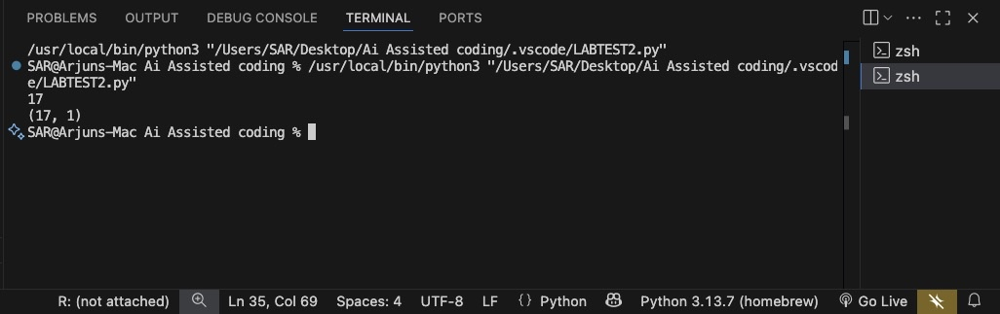 PROBLEMS OUTPUT DEBUG CONSOLE TERMINAL PORTS
/usr/local/bin/python3 "/Users/SAR/Desktop/Ai Assisted coding/.vscode/LABTEST2.py"
SAR@Arjuns-Mac Ai Assisted coding % /usr/local/bin/python3 "/Users/SAR/Desktop/Ai Assisted coding/.vscod
e/LABTEST2.py"
17
(17, 1)
SAR@Arjuns-Mac Ai Assisted coding %
zsh
zsh
R: (not attached) Ln 35, Col 69 Spaces: 4 UTF-8 LF {} Python Python 3.13.7 (homebrew) Go Live